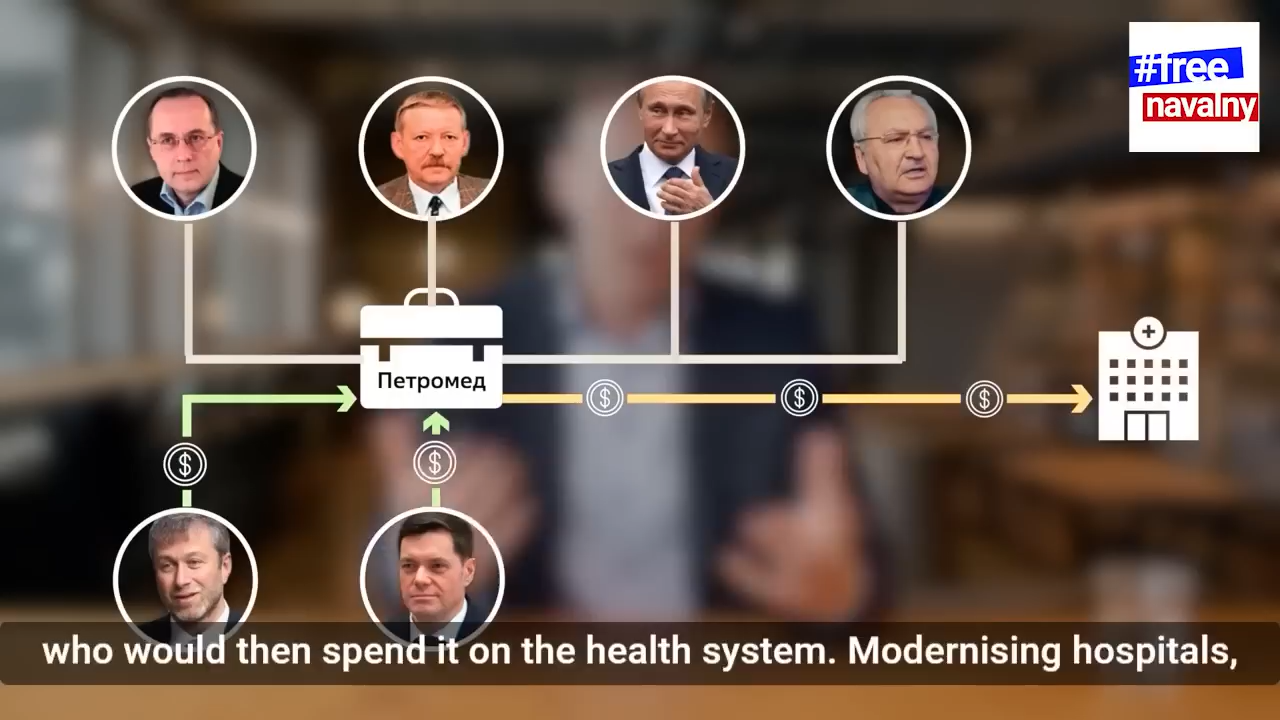 #free
navalny
Петромед
who would then spend it on the health system. Modernising hospitals,